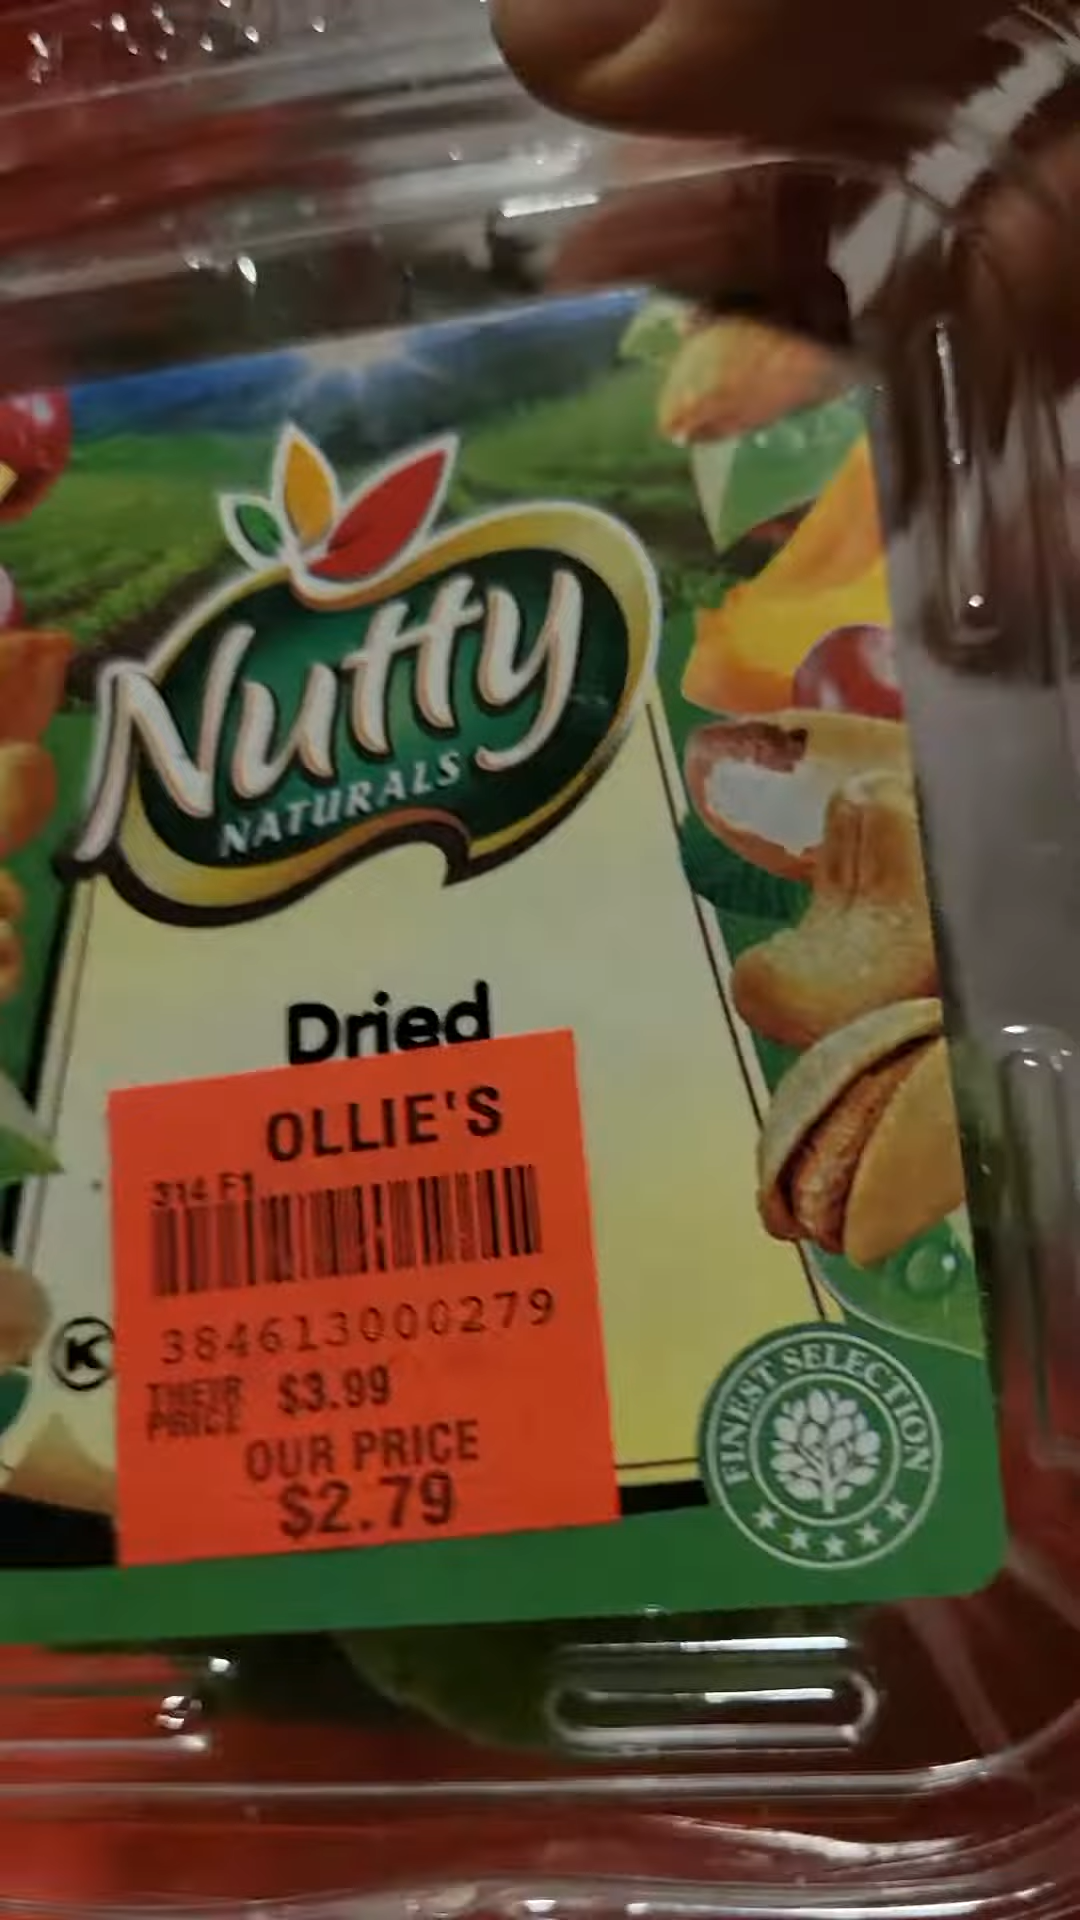 Nutty
NATURALS
Dried
OLLIE'S
314 F1
384613000279
THEIR PRICE $3.99
OUR PRICE
$2.79
K
FINEST SELECTION